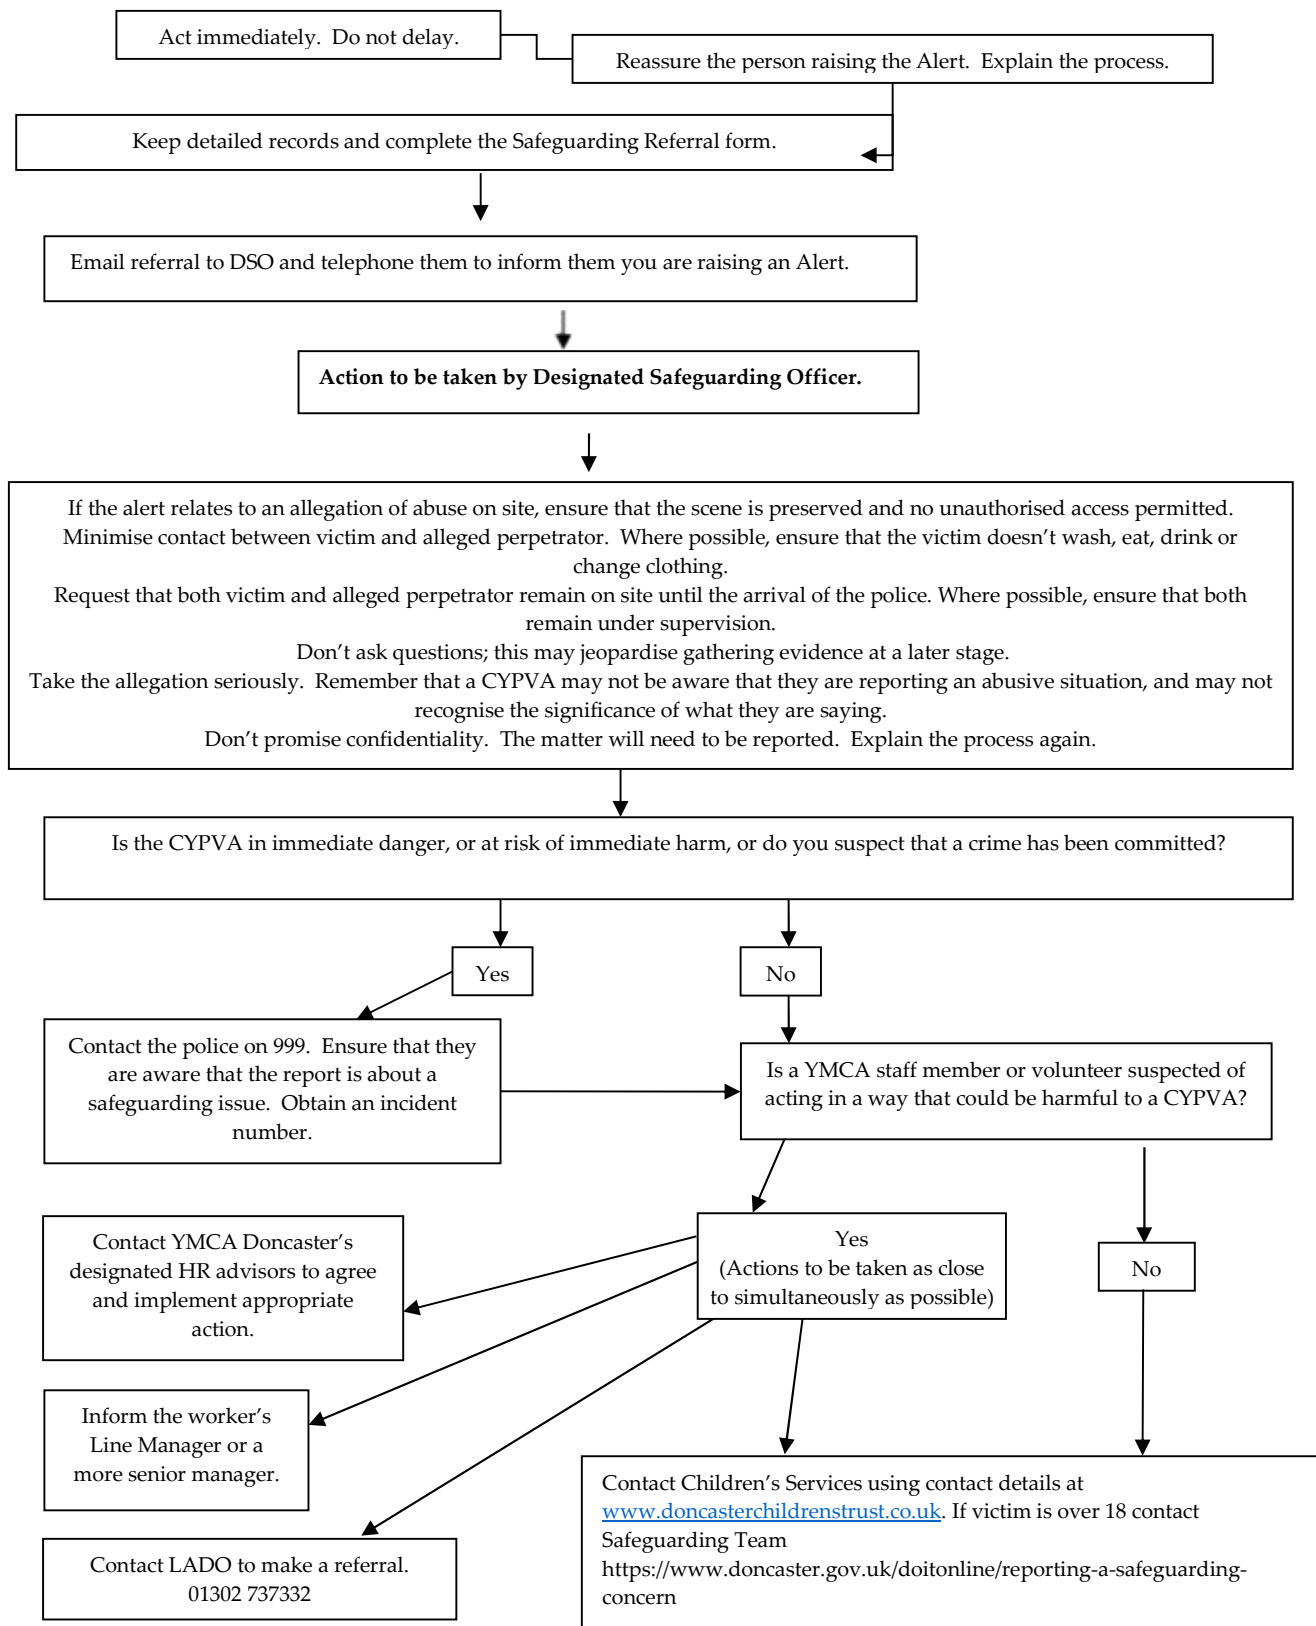 Act immediately.  Do not delay.
Reassure the person raising the Alert.  Explain the process.
Keep detailed records and complete the Safeguarding Referral form.
Email referral to DSO and telephone them to inform them you are raising an Alert.
Action to be taken by Designated Safeguarding Officer.
If the alert relates to an allegation of abuse on site, ensure that the scene is preserved and no unauthorised access permitted.
Minimise contact between victim and alleged perpetrator.  Where possible, ensure that the victim doesn't wash, eat, drink or
change clothing.
Request that both victim and alleged perpetrator remain on site until the arrival of the police. Where possible, ensure that both
remain under supervision.
Don't ask questions; this may jeopardise gathering evidence at a later stage.
Take the allegation seriously.  Remember that a CYPVA may not be aware that they are reporting an abusive situation, and may not
recognise the significance of what they are saying.
Don't promise confidentiality.  The matter will need to be reported.  Explain the process again.
Is the CYPVA in immediate danger, or at risk of immediate harm, or do you suspect that a crime has been committed?
Yes
No
Contact the police on 999.  Ensure that they
are aware that the report is about a
safeguarding issue.  Obtain an incident
number.
Is a YMCA staff member or volunteer suspected of
acting in a way that could be harmful to a CYPVA?
Contact YMCA Doncaster's
designated HR advisors to agree
and implement appropriate
action.
Yes
(Actions to be taken as close
to simultaneously as possible)
No
Inform the worker's
Line Manager or a
more senior manager.
Contact LADO to make a referral.
01302 737332
Contact Children's Services using contact details at
www.doncasterchildrenstrust.co.uk. If victim is over 18 contact
Safeguarding Team
https://www.doncaster.gov.uk/doitonline/reporting-a-safeguarding-
concern